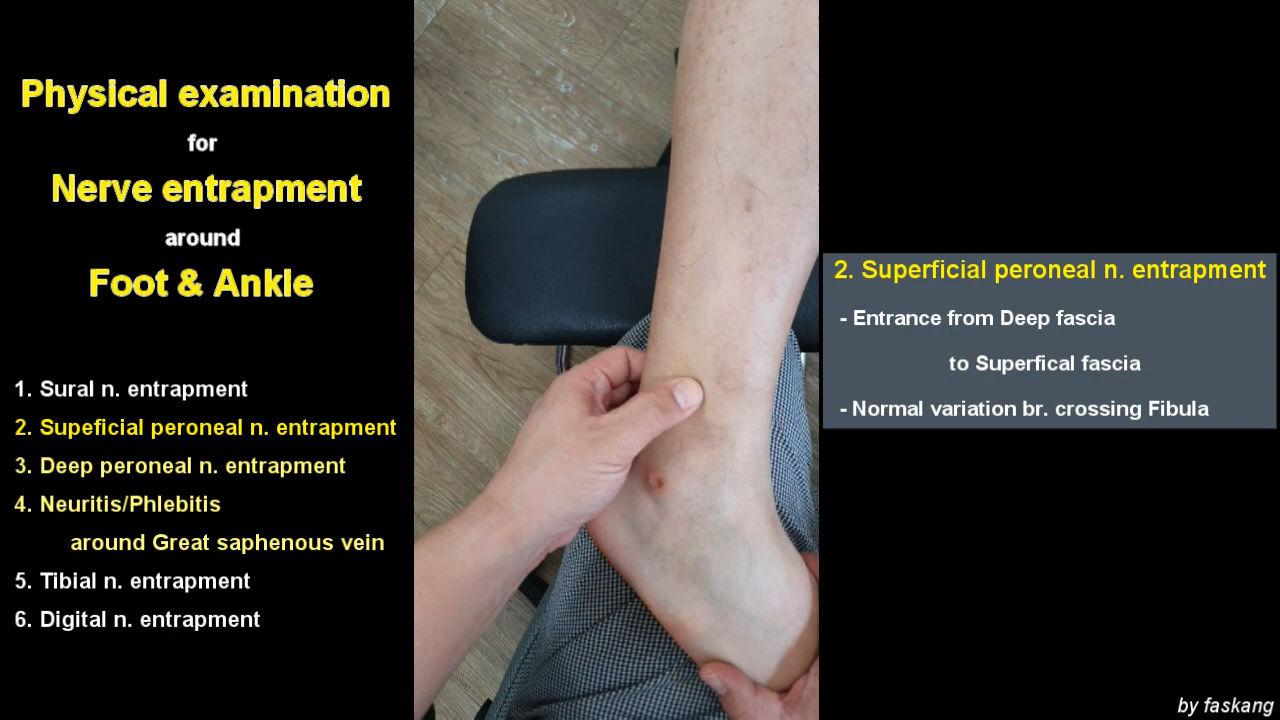 Physical examination
for
Nerve entrapment
around
Foot & Ankle
1. Sural n. entrapment
2. Supeficial peroneal n. entrapment
3. Deep peroneal n. entrapment
4. Neuritis/Phlebitis
around Great saphenous vein
5. Tibial n. entrapment
6. Digital n. entrapment
2. Superficial peroneal n. entrapment
- Entrance from Deep fascia
to Superfical fascia
- Normal variation br. crossing Fibula
by faskang